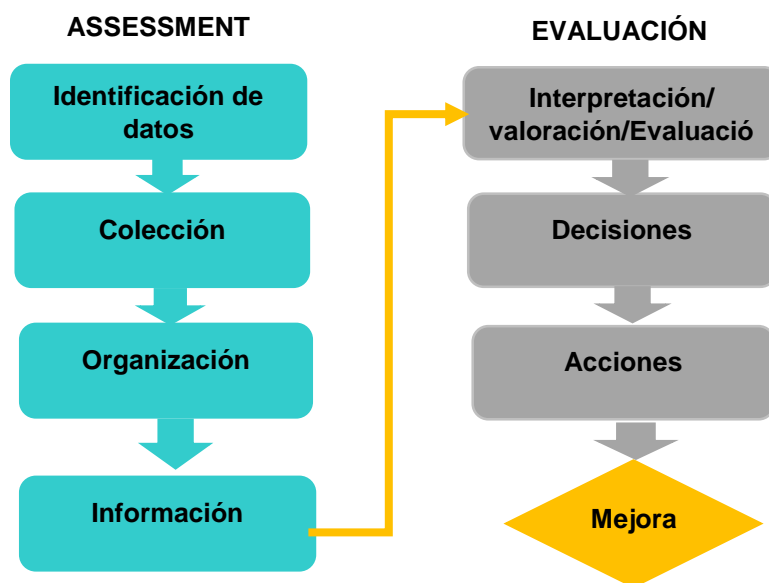 ASSESSMENT
Identificación de
datos
Colección
Organización
Información
EVALUACIÓN
Interpretación/
valoración/Evaluació
Decisiones
Acciones
Mejora